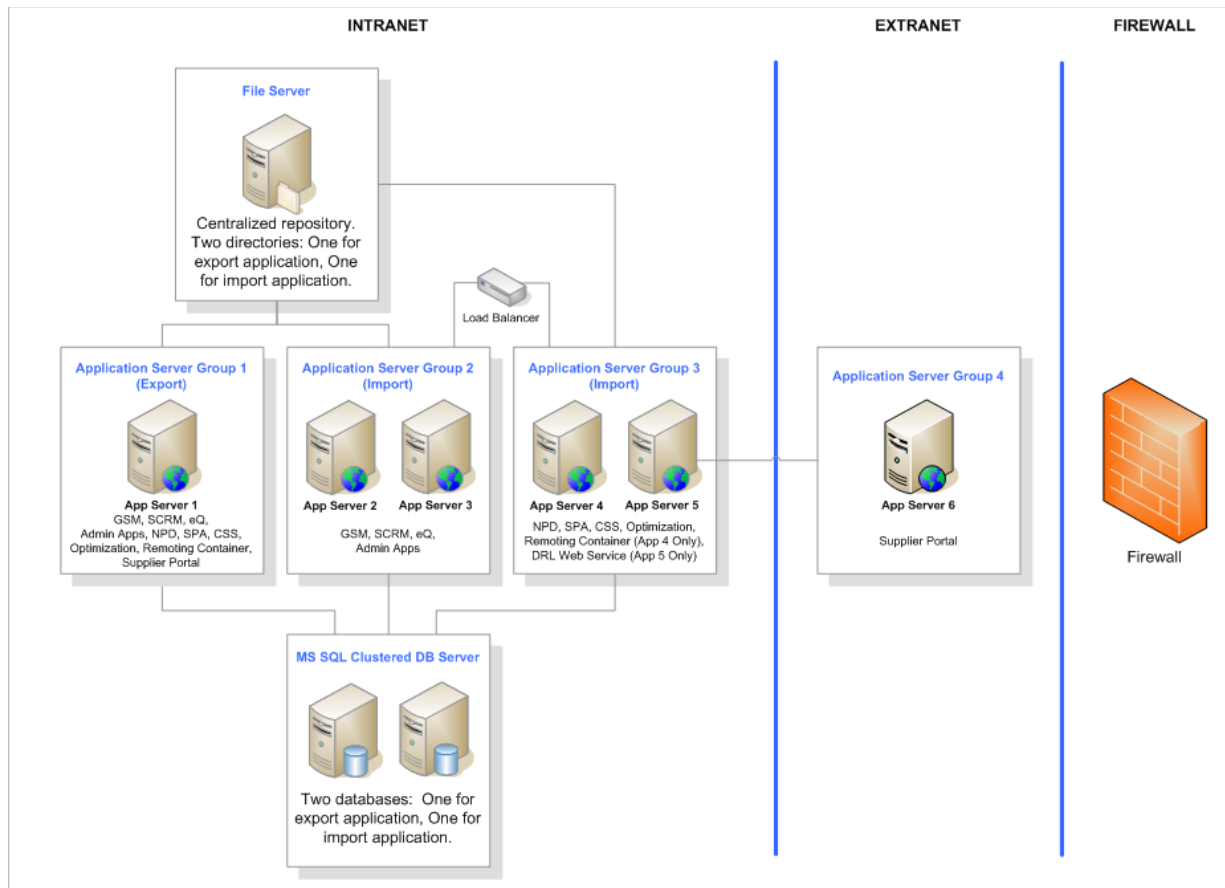 INTRANET
EXTRANET
FIREWALL
File Server
Centralized repository.
Two directories: One for
export application, One
for import application.
Load Balancer
Application Server Group 1
(Export)
App Server 1
GSM, SCRM, eQ,
Admin Apps, NPD, SPA, CSS,
Optimization, Remoting Container,
Supplier Portal
Application Server Group 2
(Import)
App Server 2
App Server 3
GSM, SCRM, eQ,
Admin Apps
Application Server Group 3
(Import)
App Server 4
App Server 5
NPD, SPA, CSS, Optimization,
Remoting Container (App 4 Only),
DRL Web Service (App 5 Only)
Application Server Group 4
App Server 6
Supplier Portal
Firewall
MS SQL Clustered DB Server
Two databases: One for
export application, One for
import application.